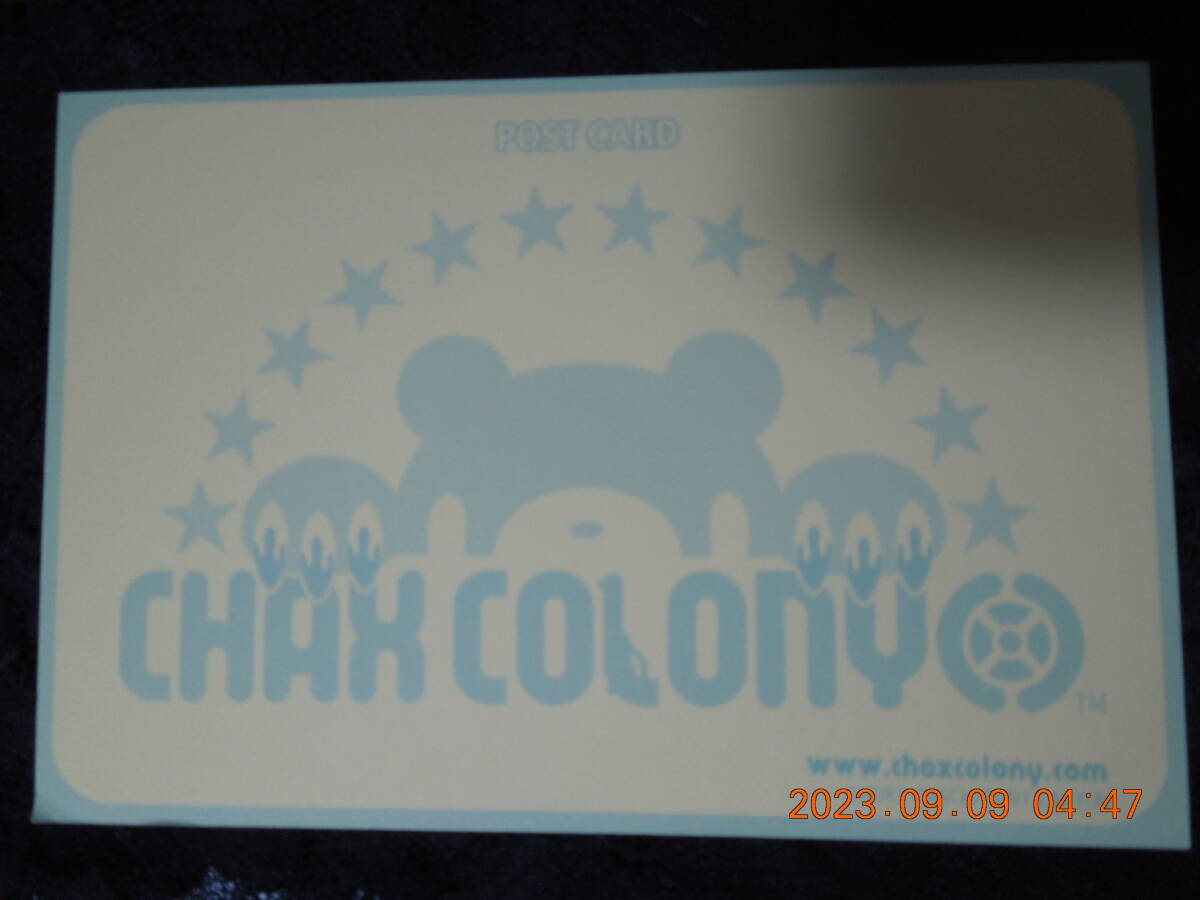 POST CARD
CHAX COLONY
TM
www.chaxcolony.com
2023.09.09 04:47